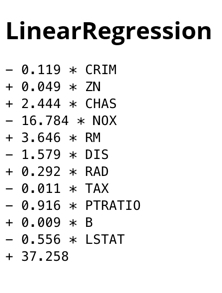 LinearRegression
− 0.119 * CRIM
+ 0.049 * ZN
+ 2.444 * CHAS
− 16.784 * NOX
+ 3.646 * RM
− 1.579 * DIS
+ 0.292 * RAD
− 0.011 * TAX
− 0.916 * PTRATIO
+ 0.009 * B
− 0.556 * LSTAT
+ 37.258